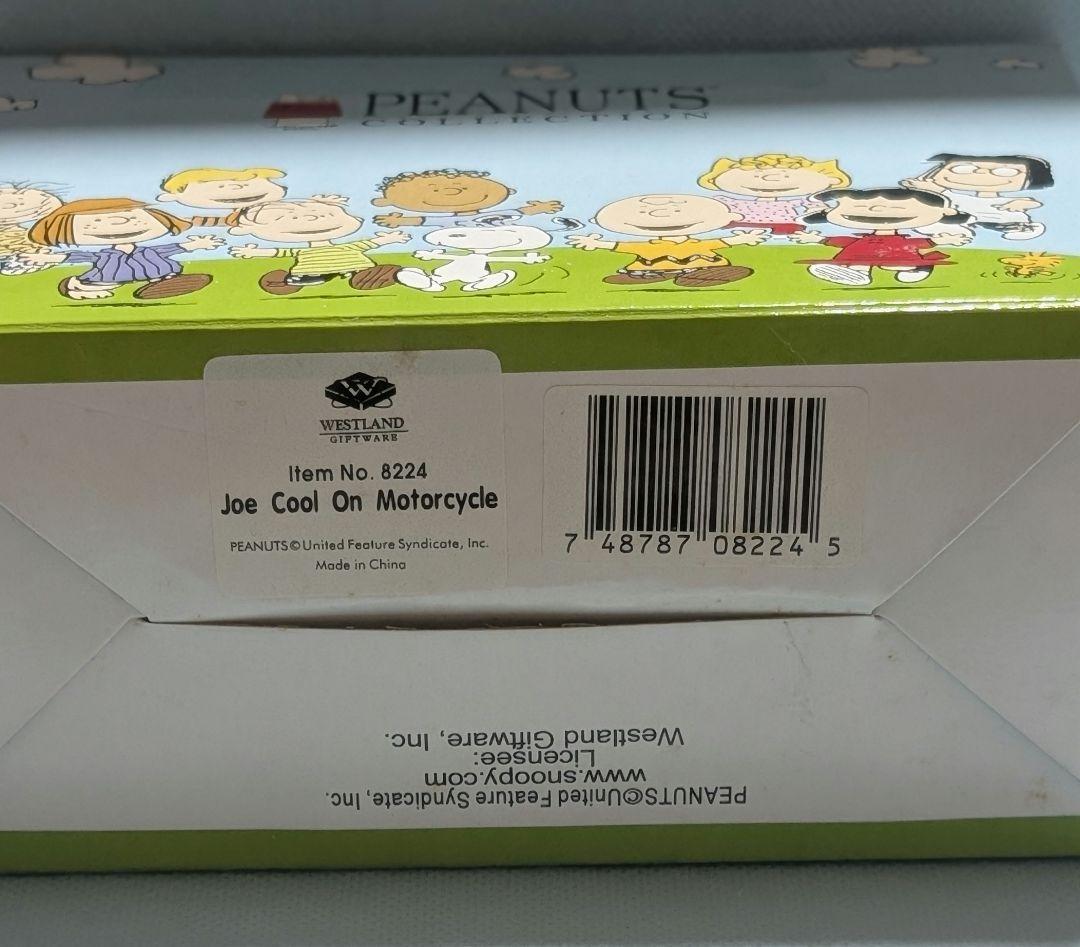 PEANUTS
COLLECTION
WESTLAND
GIFTWARE
Item No. 8224
Joe Cool On Motorcycle
PEANUTS©United Feature Syndicate, Inc.
Made in China
7 48787 08224 5
PEANUTS©United Feature Syndicate, Inc.
www.snoopy.com
Licensee:
Westland Giftware, Inc.